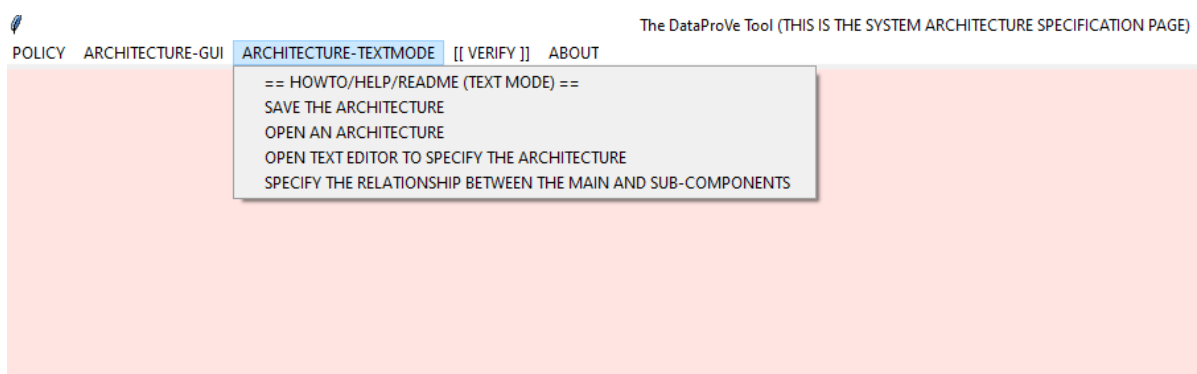 The DataProVe Tool (THIS IS THE SYSTEM ARCHITECTURE SPECIFICATION PAGE)
POLICY ARCHITECTURE-GUI ARCHITECTURE-TEXTMODE [[ VERIFY ]] ABOUT
== HOWTO/HELP/README (TEXT MODE) ==
SAVE THE ARCHITECTURE
OPEN AN ARCHITECTURE
OPEN TEXT EDITOR TO SPECIFY THE ARCHITECTURE
SPECIFY THE RELATIONSHIP BETWEEN THE MAIN AND SUB-COMPONENTS